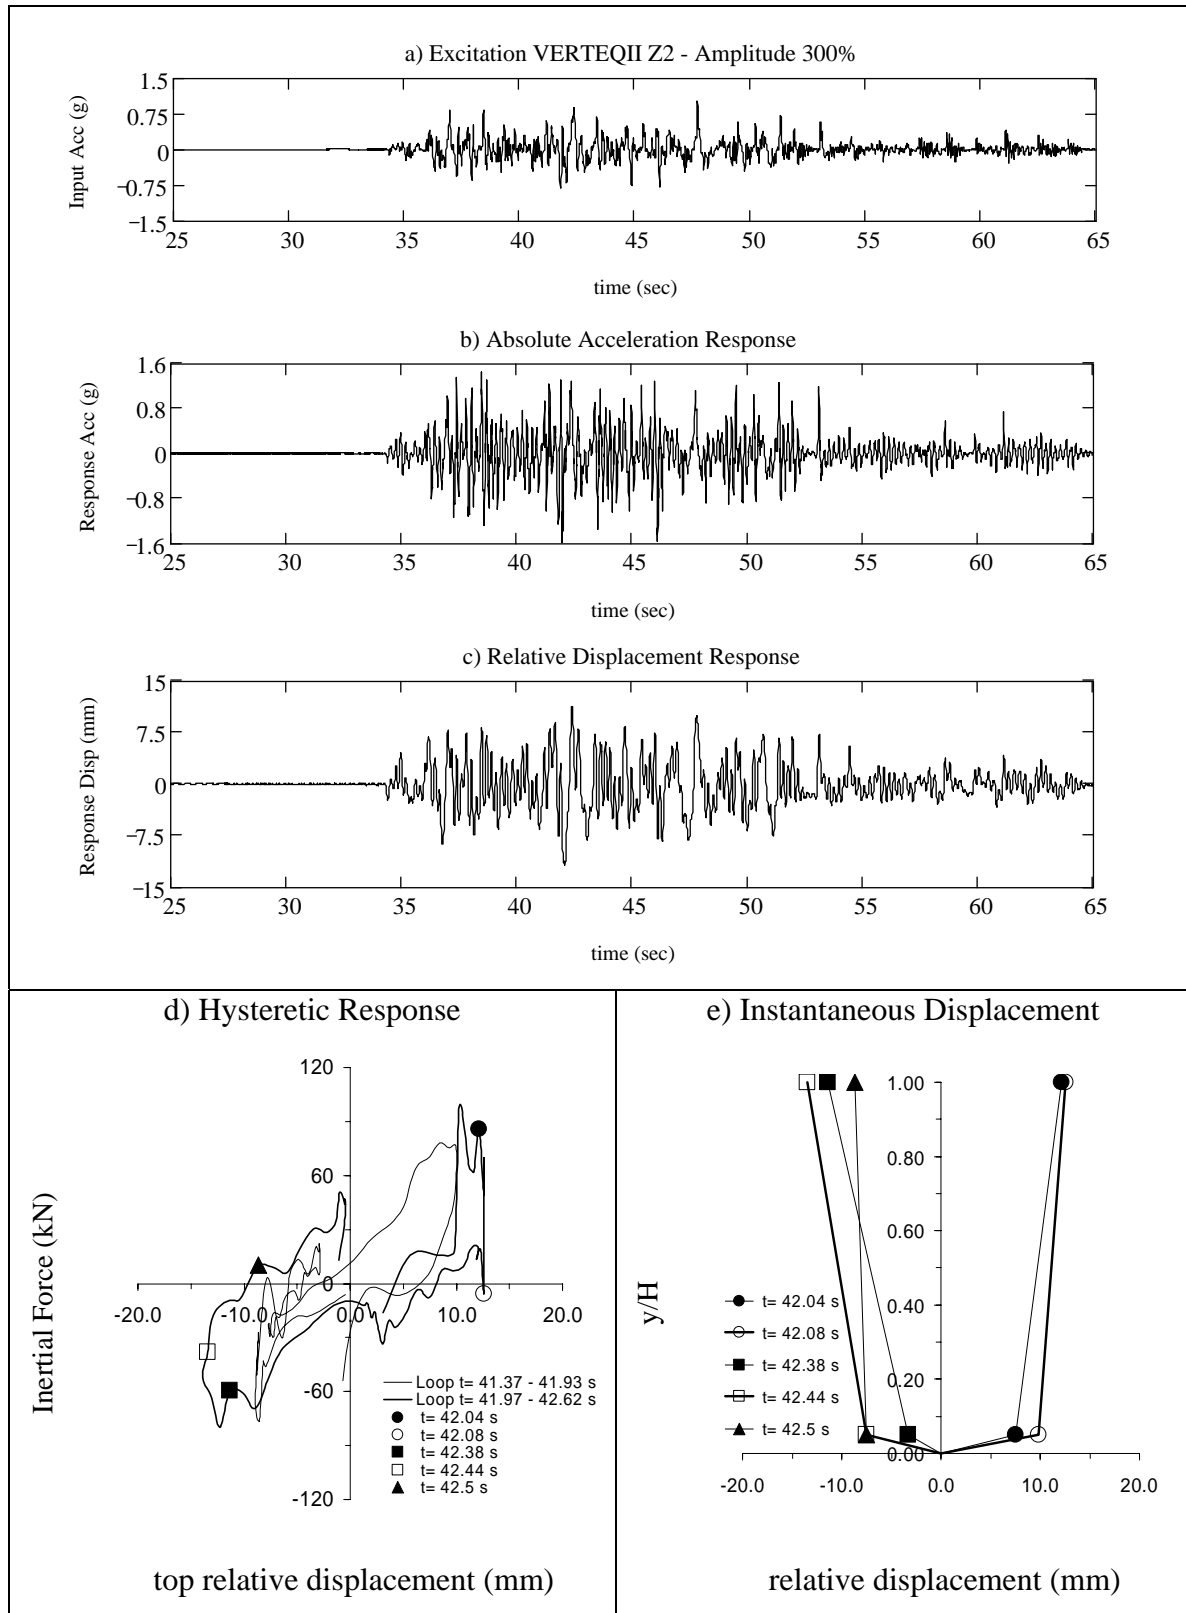 a) Excitation VERTEQII Z2 - Amplitude 300%
1.5
0.75
0
−0.75
−1.5
Input Acc (g)
25 30 35 40 45 50 55 60 65
time (sec)
b) Absolute Acceleration Response
1.6
0.8
0
−0.8
−1.6
Response Acc (g)
25 30 35 40 45 50 55 60 65
time (sec)
c) Relative Displacement Response
15
7.5
0
−7.5
−15
Response Disp (mm)
25 30 35 40 45 50 55 60 65
time (sec)
d) Hysteretic Response
120
60
0
-60
-120
-20.0 -10.0 0.0 10.0 20.0
Inertial Force (kN)
Loop t= 41.37 - 41.93 s
Loop t= 41.97 - 42.62 s
t= 42.04 s
t= 42.08 s
t= 42.38 s
t= 42.44 s
t= 42.5 s
top relative displacement (mm)
e) Instantaneous Displacement
1.00
0.80
0.60
0.40
0.20
0.00
y/H
t= 42.04 s
t= 42.08 s
t= 42.38 s
t= 42.44 s
t= 42.5 s
-20.0 -10.0 0.0 10.0 20.0
relative displacement (mm)